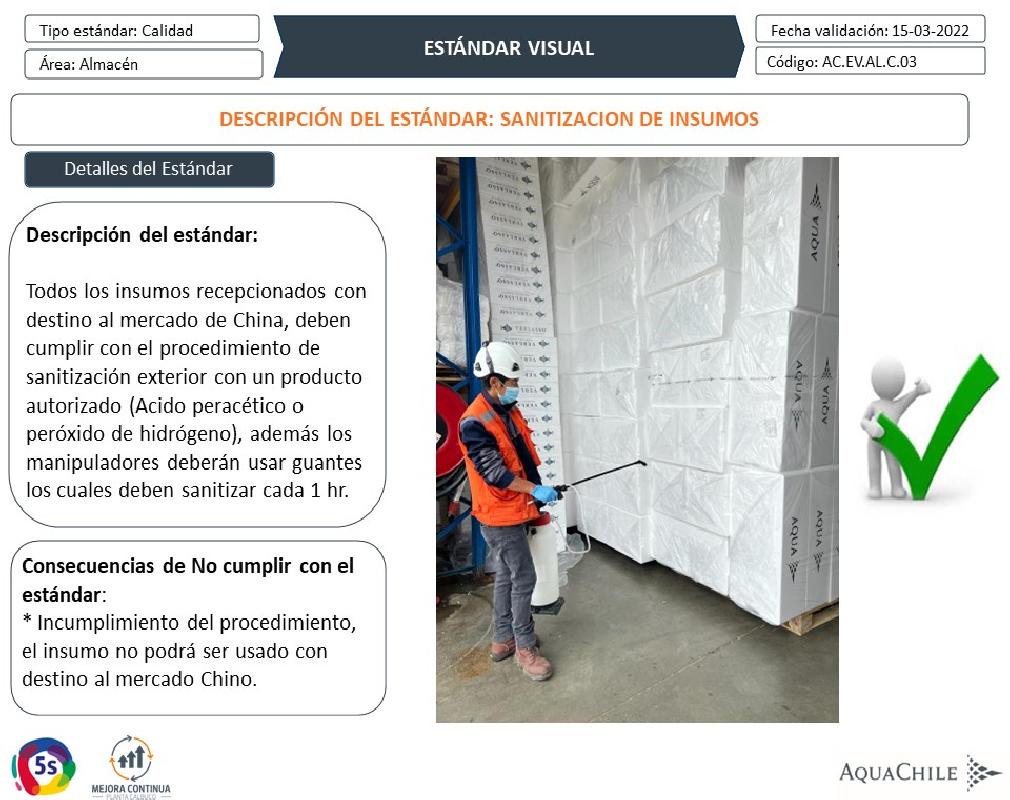 Tipo estándar: Calidad
Área: Almacén
ESTÁNDAR VISUAL
Fecha validación: 15-03-2022
Código: AC.EV.AL.C.03
DESCRIPCIÓN DEL ESTÁNDAR: SANITIZACION DE INSUMOS
Detalles del Estándar
Descripción del estándar:
Todos los insumos recepcionados con
destino al mercado de China, deben
cumplir con el procedimiento de
sanitización exterior con un producto
autorizado (Acido peracético o
peróxido de hidrógeno), además los
manipuladores deberán usar guantes
los cuales deben sanitizar cada 1 hr.
Consecuencias de No cumplir con el
estándar:
* Incumplimiento del procedimiento,
el insumo no podrá ser usado con
destino al mercado Chino.
AQUA
AQUA
AQUA
AQUA
AQUA
5s
MEJORA CONTINUA
PLANTA CALBUCO
AQUACHILE